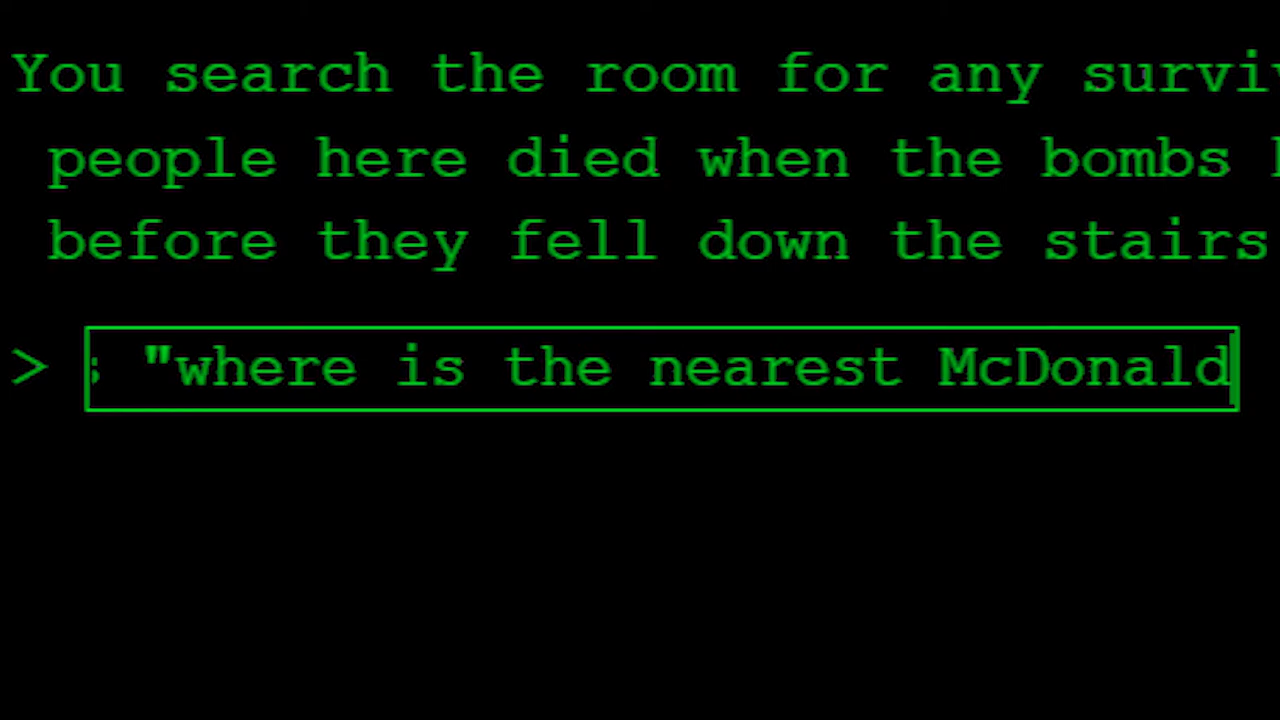 You search the room for any surviv
people here died when the bombs
before they fell down the stairs
> "where is the nearest McDonald